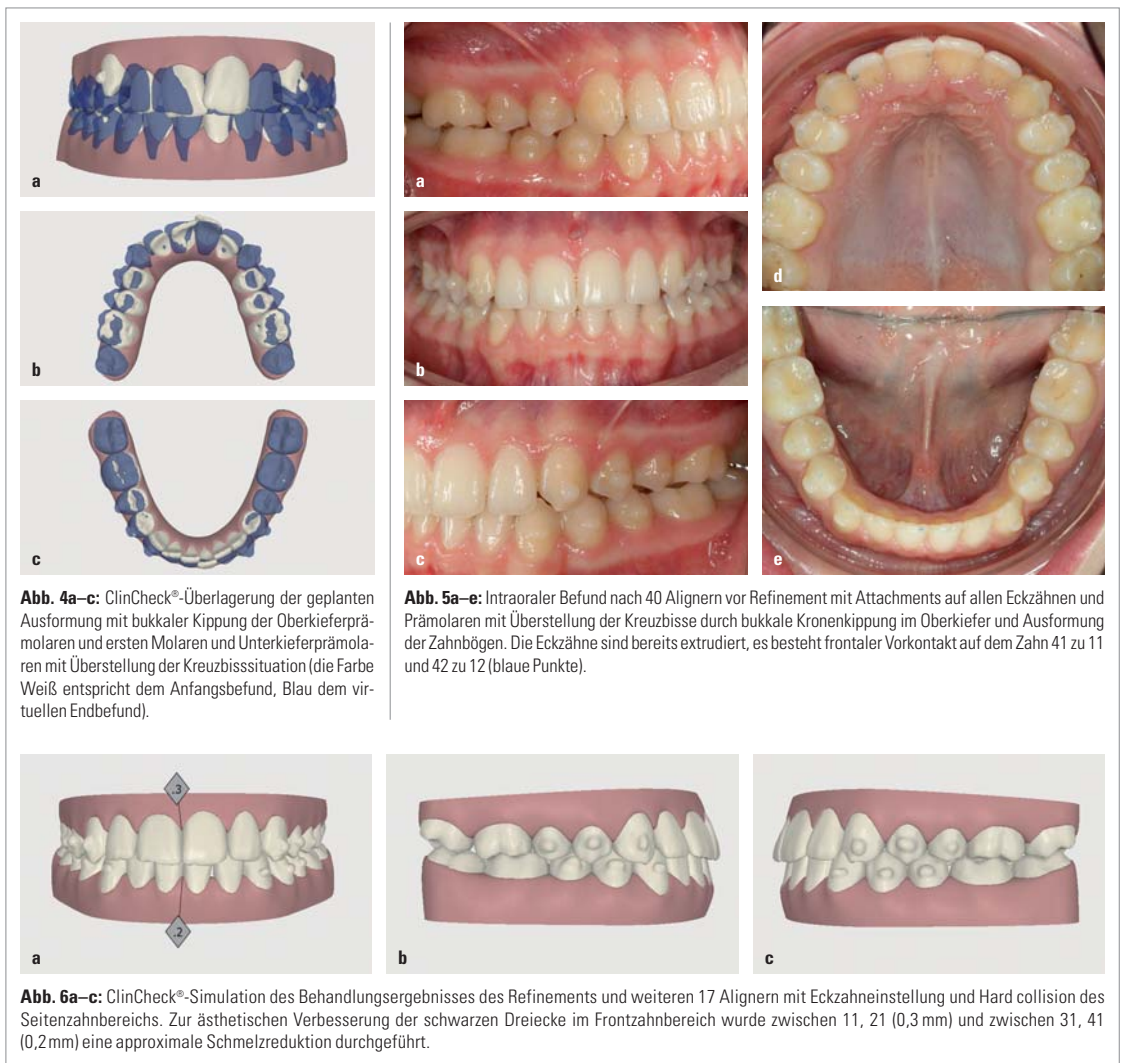 a
b
c
Abb. 4a–c: ClinCheck®-Überlagerung der geplanten
Ausformung mit bukkaler Kippung der Oberkieferprä-
molaren und ersten Molaren und Unterkieferprämola-
ren mit Überstellung der Kreuzbisssituation (die Farbe
Weiß entspricht dem Anfangsbefund, Blau dem vir-
tuellen Endbefund).
a
b
c
d
e
Abb. 5a–e: Intraoraler Befund nach 40 Alignern vor Refinement mit Attachments auf allen Eckzähnen und
Prämolaren mit Überstellung der Kreuzbisse durch bukkale Kronenkippung im Oberkiefer und Ausformung
der Zahnbögen. Die Eckzähne sind bereits extrudiert, es besteht frontaler Vorkontakt auf dem Zahn 41 zu 11
und 42 zu 12 (blaue Punkte).
.3
.2
a
b
c
Abb. 6a–c: ClinCheck®-Simulation des Behandlungsergebnisses des Refinements und weiteren 17 Alignern mit Eckzahneinstellung und Hard collision des
Seitenzahnbereichs. Zur ästhetischen Verbesserung der schwarzen Dreiecke im Frontzahnbereich wurde zwischen 11, 21 (0,3 mm) und zwischen 31, 41
(0,2 mm) eine approximale Schmelzreduktion durchgeführt.